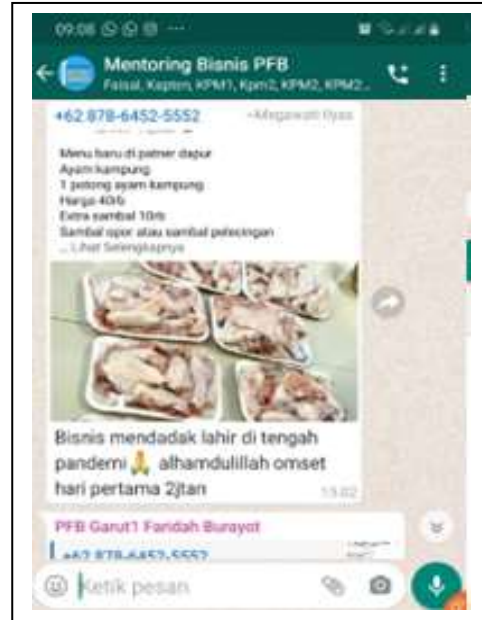 09.08
Mentoring Bisnis PFB
Faisal, Kapten, KPM1, Kpm2, KPM2, KPM2..
+62 878-6452-5552 ~Megawati Ilyas
Menu baru di patner dapur
Ayam kampung
1 potong ayam kampung
Harga 40rb
Extra sambal 10rb
Sambal opor atau sambal pelecingan
... Lihat Selengkapnya
Bisnis mendadak lahir di tengah
pandemi 🙏 alhamdulillah omset
hari pertama 2jtan
13.02
PFB Garut1 Faridah Burayot
+62 878-6452-5552
Ketik pesan